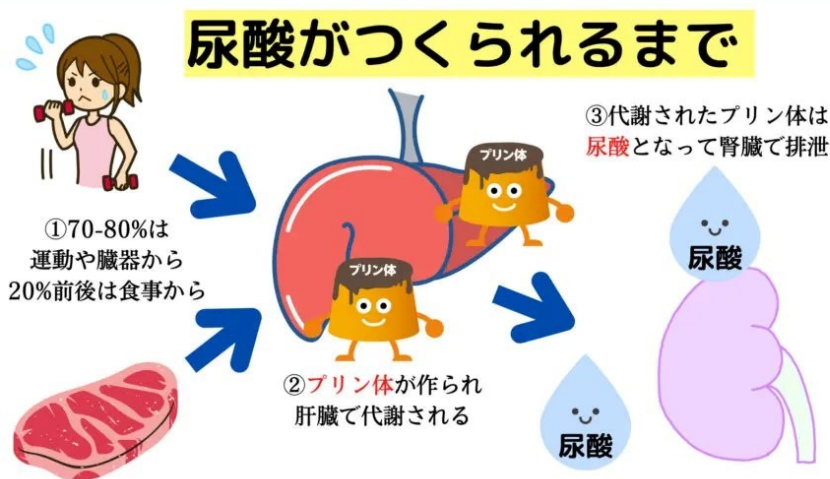 尿酸がつくられるまで
①70-80%は
運動や臓器から
20%前後は食事から
プリン体
プリン体
②プリン体が作られ
肝臓で代謝される
③代謝されたプリン体は
尿酸となって腎臓で排泄
尿酸
尿酸